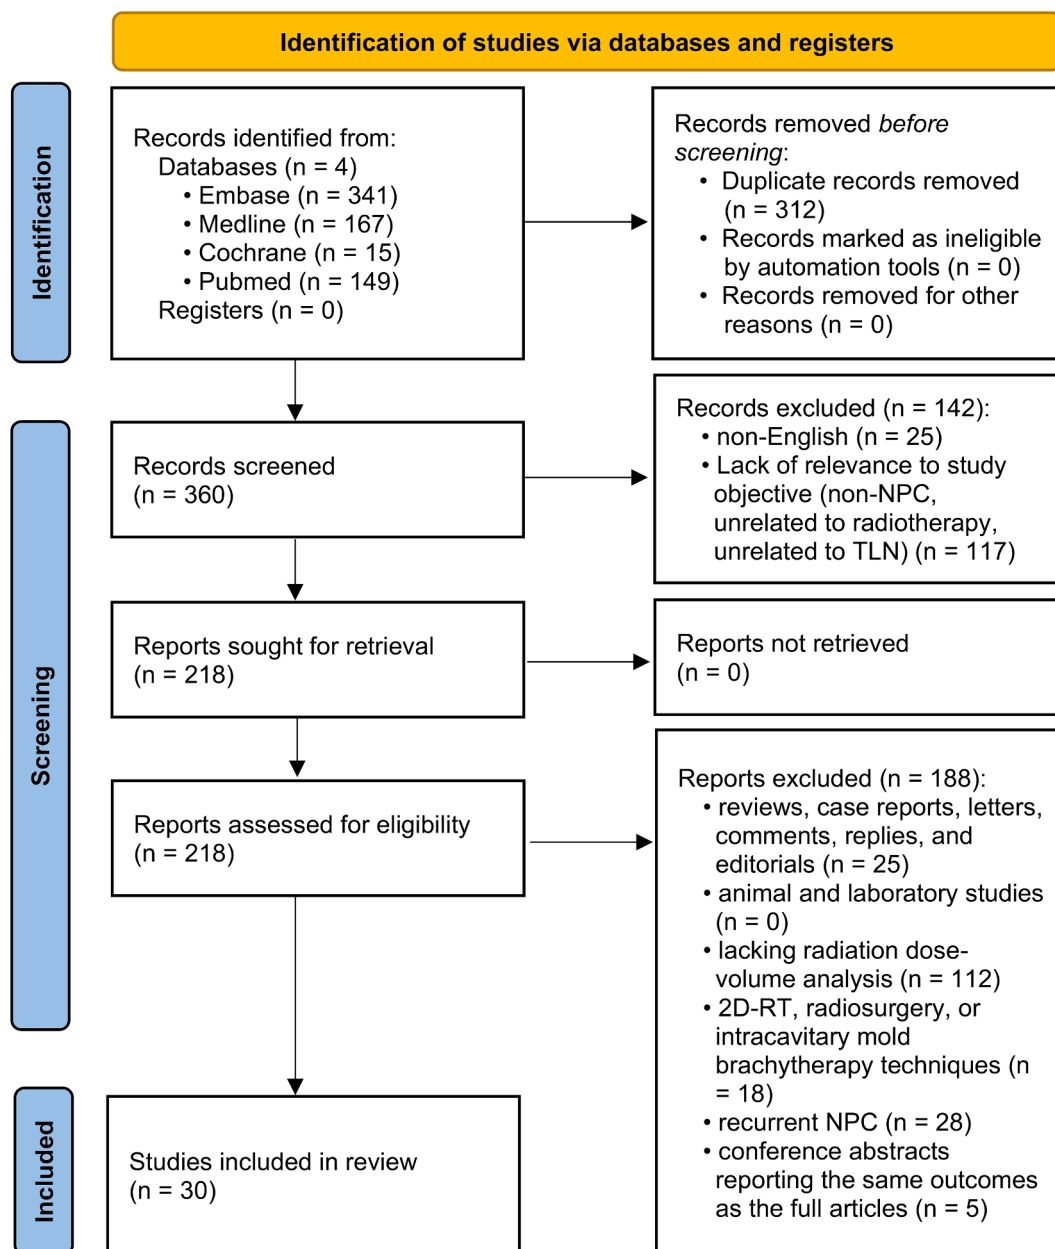 Identification of studies via databases and registers
Identification
Records identified from:
Databases (n = 4)
• Embase = 341)
• Medline = 167)
• Cochrane (n = 15)
• Pubmed = 149)
Registers (n = 0)
Records removed before
screening:
• Duplicate records removed
(n = 312)
• Records marked as ineligible
by automation tools (n = 0)
• Records removed for other
reasons (n = 0)
Screening
Records screened
(n = 360)
Records excluded (n = 142):
• non-English (n = 25)
• Lack of relevance to study
objective (non-NPC,
unrelated to radiotherapy,
unrelated to TLN) (n = 117)
Reports sought for retrieval
(n = 218)
Reports not retrieved
(n = 0)
Reports assessed for eligibility
(n = 218)
Reports excluded (n = 188):
• reviews, case reports, letters,
comments, replies, and
editorials (n = 25)
• animal and laboratory studies
(n = 0)
• lacking radiation dose-
volume analysis (n = 112)
• 2D-RT, radiosurgery, or
intracavitary mold
brachytherapy techniques (n
= 18)
• recurrent NPC (n = 28)
• conference abstracts
reporting the same outcomes
as the full articles (n = 5)
Included
Studies included in review
(n = 30)